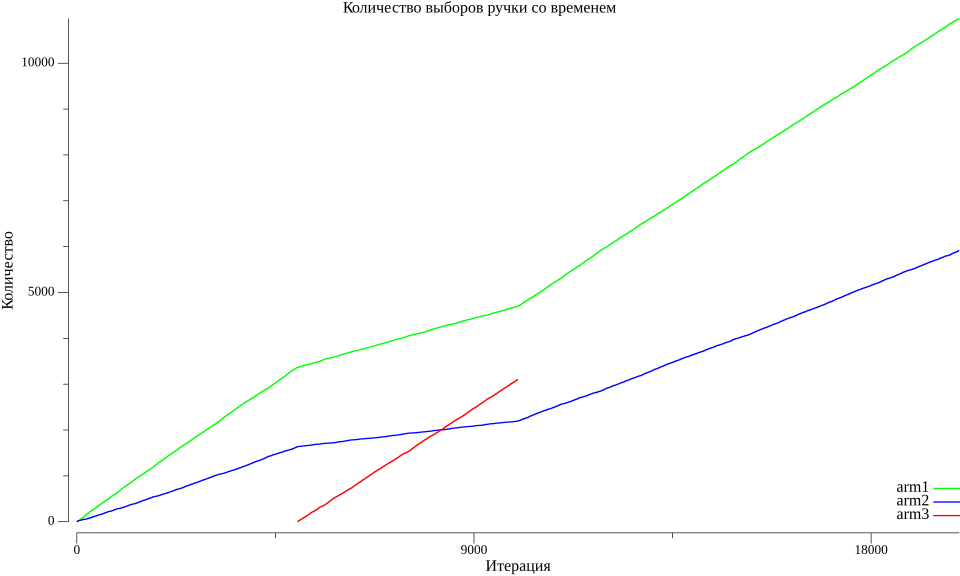 Количество выборов ручки со временем
10000
5000
0
Количество
0
9000
18000
Итерация
arm1
arm2
arm3